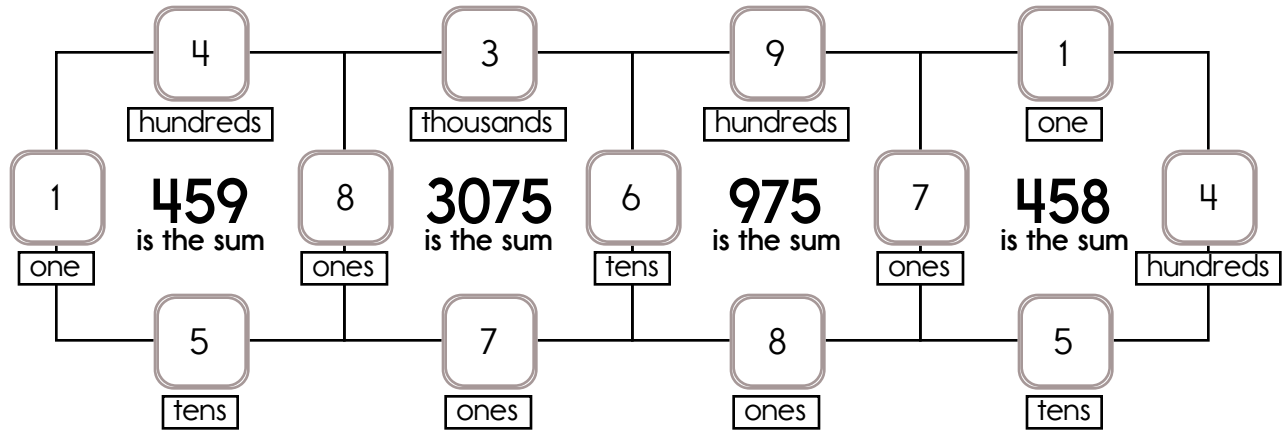 4
3
9
1
hundreds
thousands
hundreds
one
1
459
is the sum
8
3075
is the sum
6
975
is the sum
7
458
is the sum
4
one
ones
tens
ones
hundreds
5
7
8
5
tens
ones
ones
tens